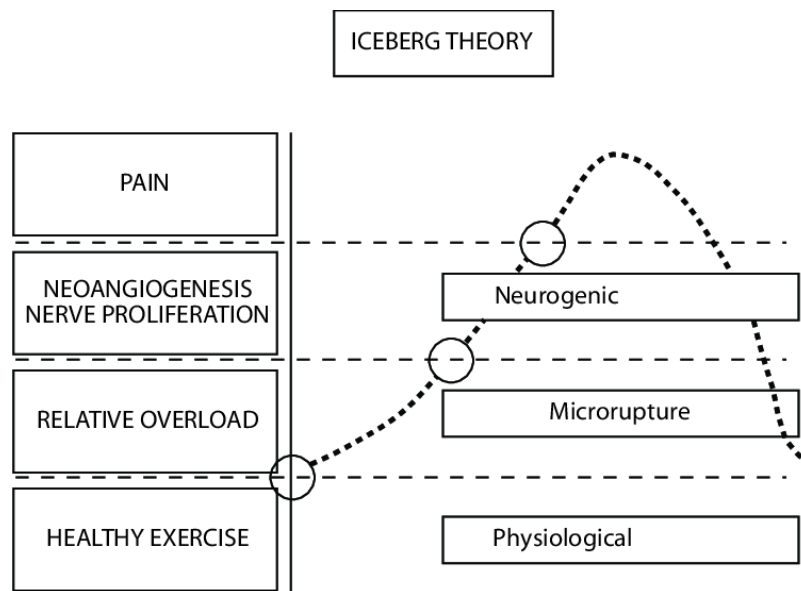 ICEBERG THEORY
PAIN
NEOANGIOGENESIS
NERVE PROLIFERATION
Neurogenic
RELATIVE OVERLOAD
Microrupture
HEALTHY EXERCISE
Physiological